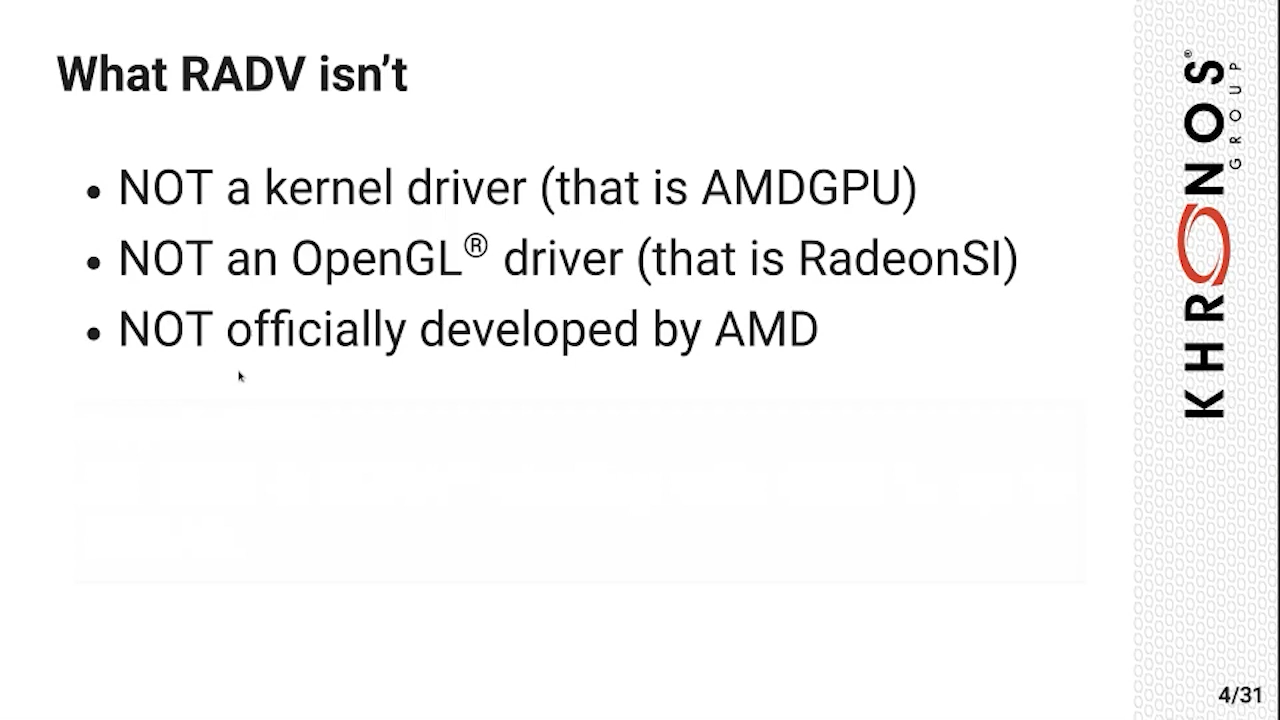 What RADV isn’t
• NOT a kernel driver (that is AMDGPU)
• NOT an OpenGL® driver (that is RadeonSI)
• NOT officially developed by AMD
KHRONOS®
GROUP
4/31